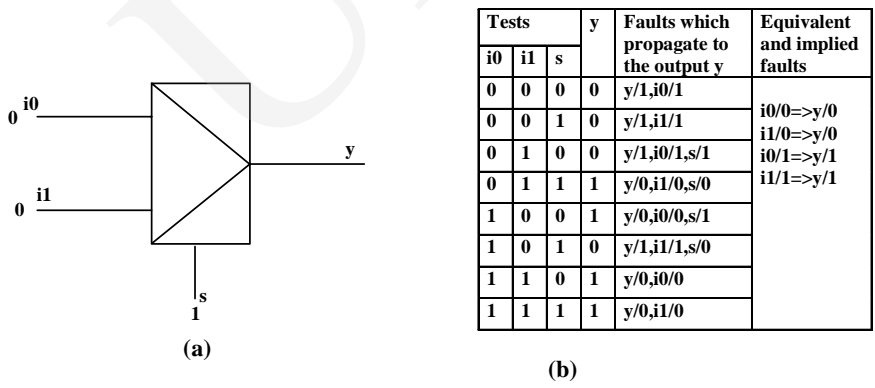 0 i0
0 i1
y
s
1
(a)
Tests y Faults which propagate to the output y Equivalent and implied faults
i0 i1 s
0 0 0 0 y/1,i0/1
0 0 1 0 y/1,i1/1
0 1 0 0 y/1,i0/1,s/1
0 1 1 1 y/0,i1/0,s/0
1 0 0 1 y/0,i0/0,s/1
1 0 1 0 y/1,i1/1,s/0
1 1 0 1 y/0,i0/0
1 1 1 1 y/0,i1/0
i0/0=>y/0
i1/0=>y/0
i0/1=>y/1
i1/1=>y/1
(b)